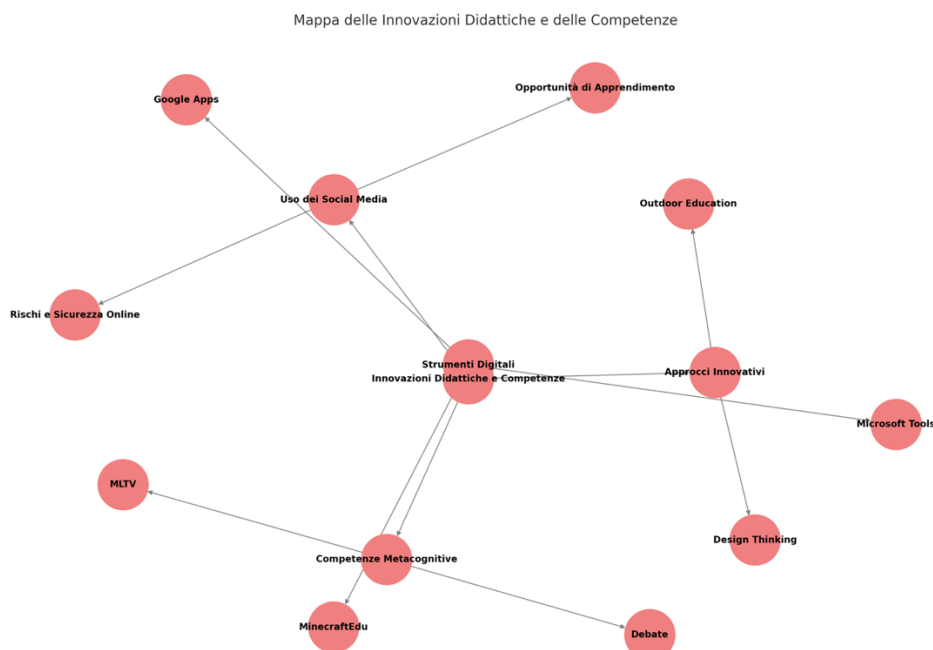 Mappa delle Innovazioni Didattiche e delle Competenze
Opportunità di Apprendimento
Google Apps
Uso dei Social Media
Outdoor Education
Rischi e Sicurezza Online
Strumenti Digitali
Innovazioni Didattiche e Competenze
Approcci Innovativi
Microsoft Tools
MLTV
Design Thinking
Competenze Metacognitive
MinecraftEdu
Debate